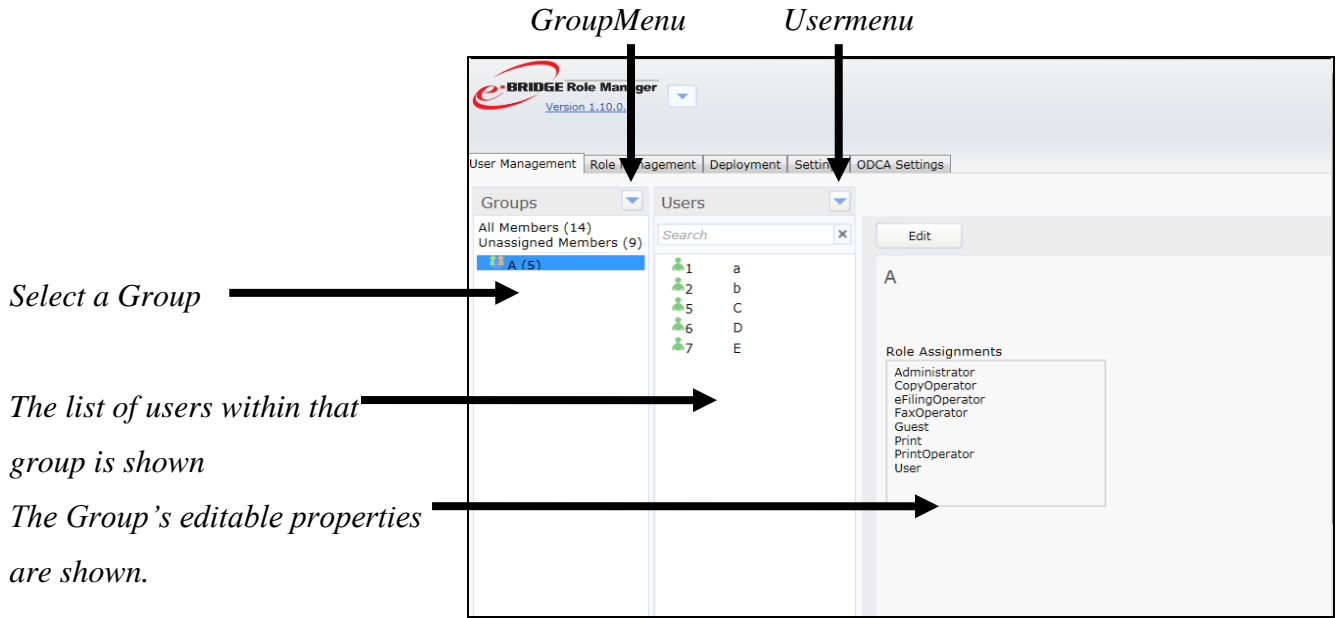 GroupMenu Usermenu
e-BRIDGE Role Manager
Version 1.10.0.
User Management Role Management Deployment Settings ODCA Settings
Groups Users
All Members (14)
Unassigned Members (9)
Search
Edit
A (5)
1 a
2 b
5 C
6 D
7 E
A
Select a Group
Role Assignments
Administrator
CopyOperator
eFilingOperator
FaxOperator
Guest
Print
PrintOperator
User
The list of users within that
group is shown
The Group’s editable properties
are shown.